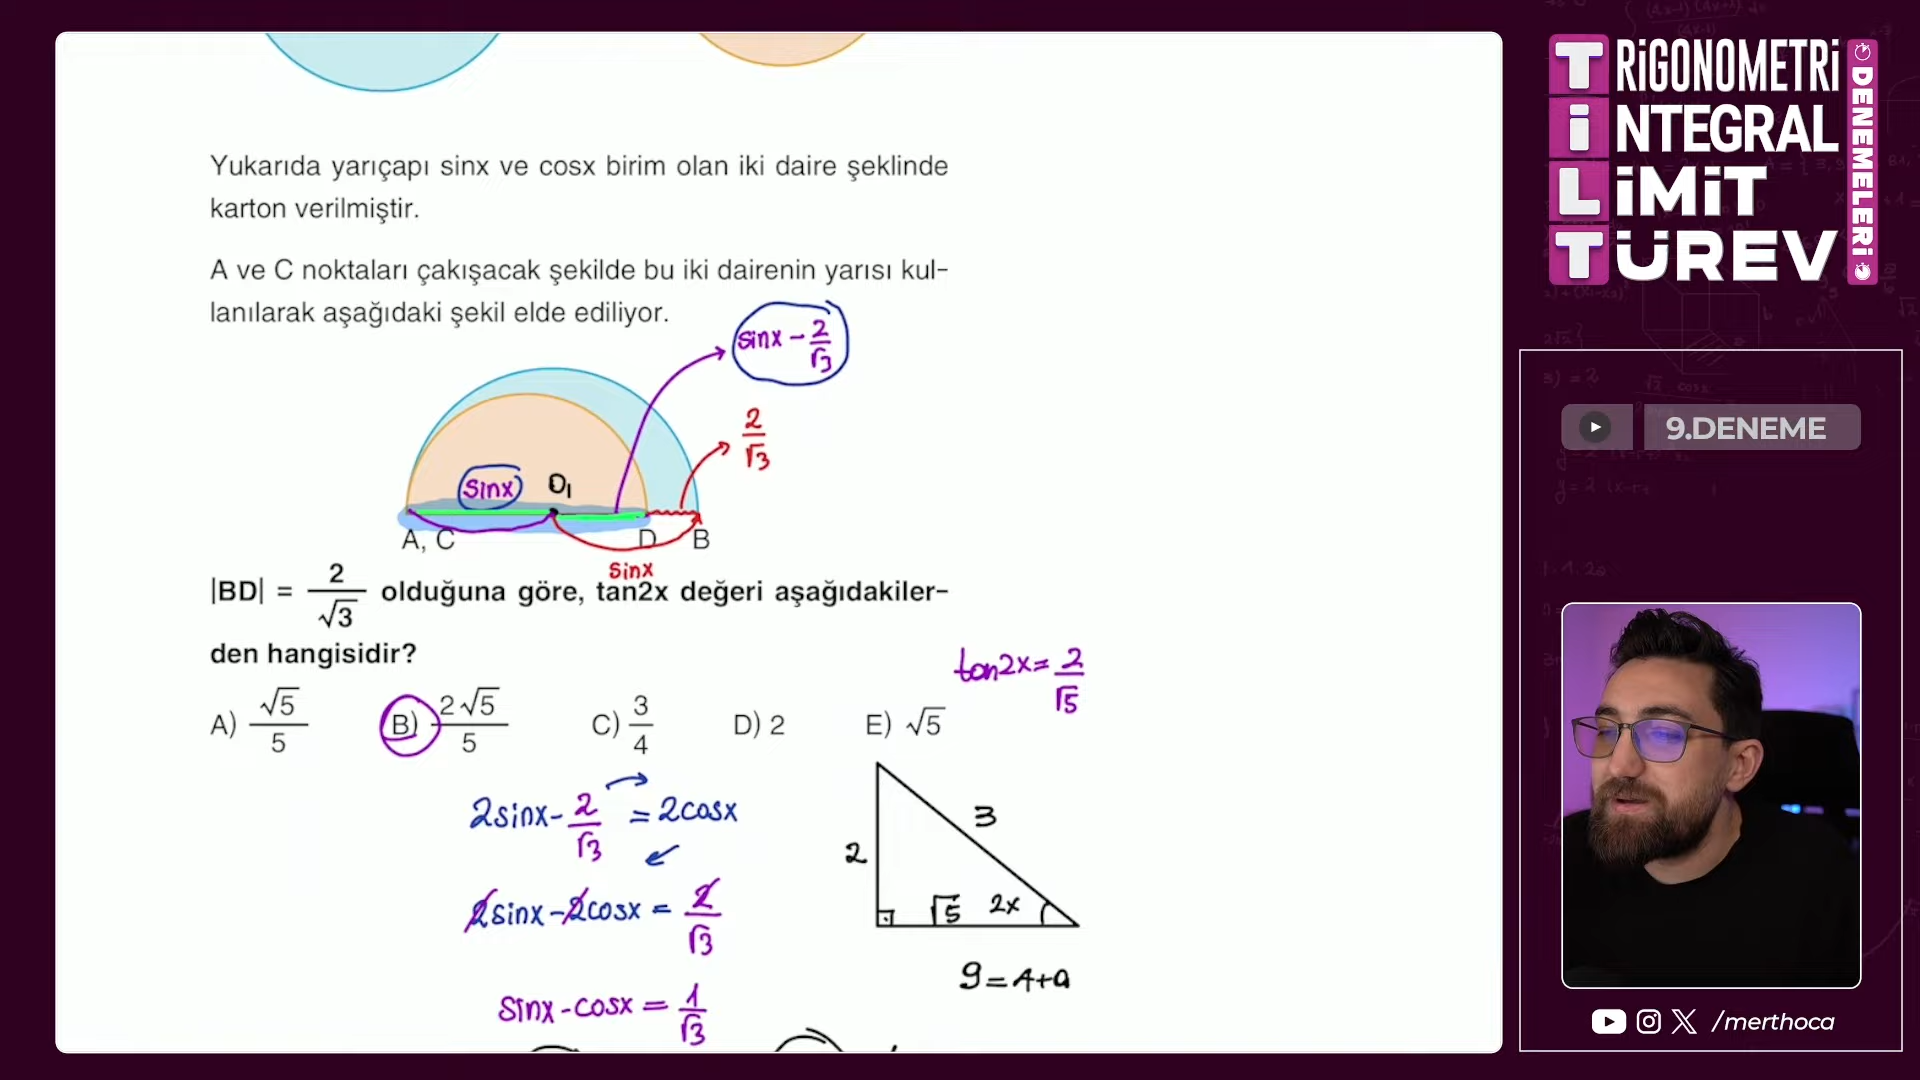 Yukarıda yarıçapı sinx ve cosx birim olan iki daire şeklinde
karton verilmiştir.
A ve C noktaları çakışacak şekilde bu iki dairenin yarısı kul-
lanılarak aşağıdaki şekil elde ediliyor.
sinx - 2/√3
2/√3
sinx
O₁
A, C
D
B
sinx
|BD| = 2/√3 olduğuna göre, tan2x değeri aşağıdakiler-
den hangisidir?
tan2x = 2/√5
A) √5/5
B) 2√5/5
C) 3/4
D) 2
E) √5
2sinx - 2/√3 = 2cosx
2sinx - 2cosx = 2/√3
sinx - cosx = 1/√3
3
2
√5
2x
9 = 4 + a
TRİGONOMETRİ
İNTEGRAL
LİMİT
TÜREV
DENEMELERİ
9.DENEME
/merthoca